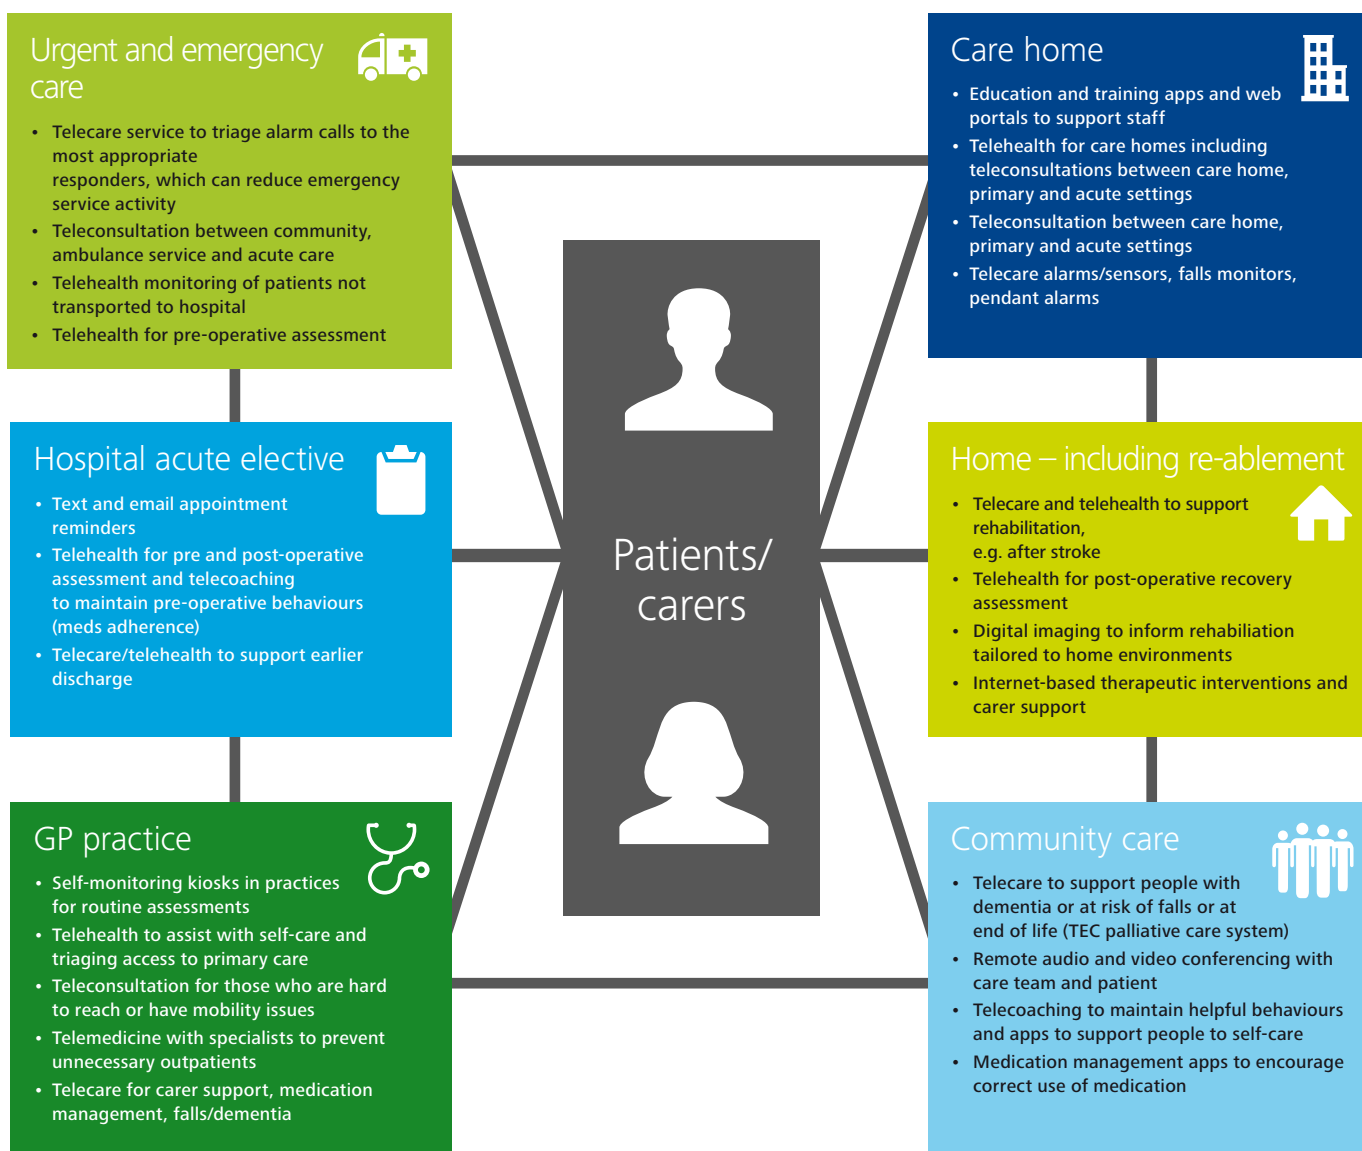 Urgent and emergency
care
• Telecare service to triage alarm calls to the
most appropriate
responders, which can reduce emergency
service activity
• Teleconsultation between community,
ambulance service and acute care
• Telehealth monitoring of patients not
transported to hospital
• Telehealth for pre-operative assessment
Hospital acute elective
• Text and email appointment
reminders
• Telehealth for pre and post-operative
assessment and telecoaching
to maintain pre-operative behaviours
(meds adherence)
• Telecare/telehealth to support earlier
discharge
GP practice
• Self-monitoring kiosks in practices
for routine assessments
• Telehealth to assist with self-care and
triaging access to primary care
• Teleconsultation for those who are hard
to reach or have mobility issues
• Telemedicine with specialists to prevent
unnecessary outpatients
• Telecare for carer support, medication
management, falls/dementia
Patients/
carers
Care home
• Education and training apps and web
portals to support staff
• Telehealth for care homes including
teleconsultations between care home,
primary and acute settings
• Teleconsultation between care home,
primary and acute settings
• Telecare alarms/sensors, falls monitors,
pendant alarms
Home – including re-ablement
• Telecare and telehealth to support
rehabilitation,
e.g. after stroke
• Telehealth for post-operative recovery
assessment
• Digital imaging to inform rehabiliation
tailored to home environments
• Internet-based therapeutic interventions and
carer support
Community care
• Telecare to support people with
dementia or at risk of falls or at
end of life (TEC palliative care system)
• Remote audio and video conferencing with
care team and patient
• Telecoaching to maintain helpful behaviours
and apps to support people to self-care
• Medication management apps to encourage
correct use of medication